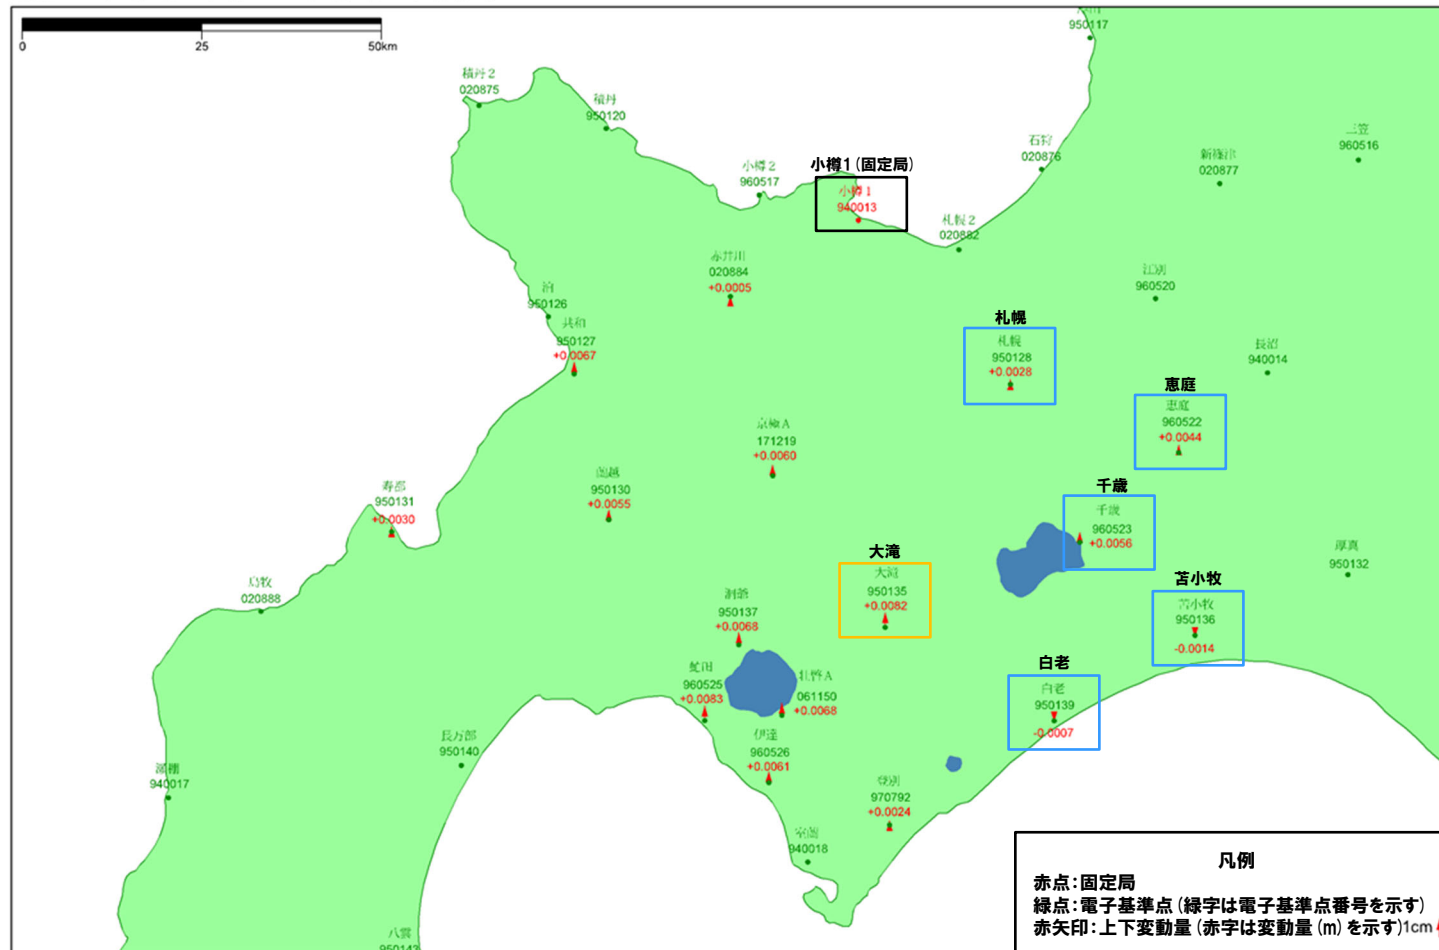 0 25 50km
積丹2
020875
積丹
950120
小樽2
960517
小樽1(固定局)
小樽1
940013
石狩
020876
950117
新篠津
020877
三笠
960516
札幌2
020882
赤井川
020884
+0.0005
泊
950126
共和
950127
+0.0067
江別
960520
長沼
940014
札幌
札幌
950128
+0.0028
恵庭
恵庭
960522
+0.0044
京極A
171219
+0.0060
蘭越
950130
+0.0055
寿都
950131
+0.0030
島牧
020888
千歳
千歳
960523
+0.0056
大滝
大滝
950135
+0.0082
苫小牧
苫小牧
950136
-0.0014
厚真
950132
洞爺
950137
+0.0068
虻田
960525
+0.0083
壮瞥A
061150
+0.0068
白老
白老
950139
-0.0007
伊達
960526
+0.0061
長万部
950140
瀬棚
940017
登別
970792
+0.0024
室蘭
940018
八雲
950143
凡例
赤点：固定局
緑点：電子基準点(緑字は電子基準点番号を示す)
赤矢印：上下変動量(赤字は変動量(m)を示す)1cm